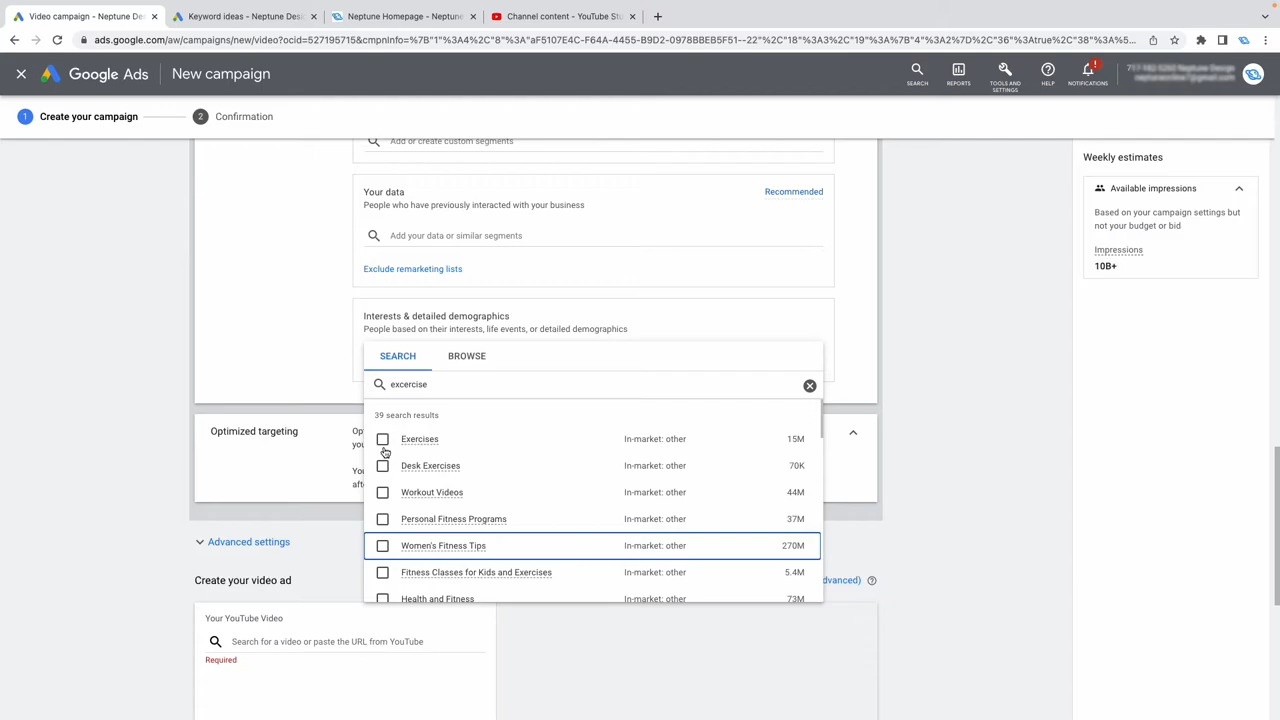 Video campaign - Neptune De
Keyword ideas - Neptune Desi
Neptune Homepage - Neptune
Channel content - YouTube Stu
ads.google.com/aw/campaigns/new/video?ocid=527195715&cmpnInfo=%7B"1"%3A4%2C"8"%3A"aF5107E4C-F64A-4455-B9D2-0978BBEB5F51--22"%2C"18"%3A3%2C"19"%3A%7B"4"%3A2%7D%2C"36"%3Atrue%2C"38"%3A%5...
Google Ads
New campaign
SEARCH
REPORTS
TOOLS AND SETTINGS
HELP
NOTIFICATIONS
1 Create your campaign
2 Confirmation
Add or create custom segments
Weekly estimates
Available impressions
Based on your campaign settings but
not your budget or bid
Impressions
10B+
Your data
Recommended
People who have previously interacted with your business
Add your data or similar segments
Exclude remarketing lists
Interests & detailed demographics
People based on their interests, life events, or detailed demographics
SEARCH
BROWSE
excercise
39 search results
Exercises In-market: other 15M
Desk Exercises In-market: other 70K
Workout Videos In-market: other 44M
Personal Fitness Programs In-market: other 37M
Women's Fitness Tips In-market: other 270M
Fitness Classes for Kids and Exercises In-market: other 5.4M
Health and Fitness In-market: other 73M
Optimized targeting
Advanced settings
Create your video ad
dvanced)
Your YouTube Video
Search for a video or paste the URL from YouTube
Required